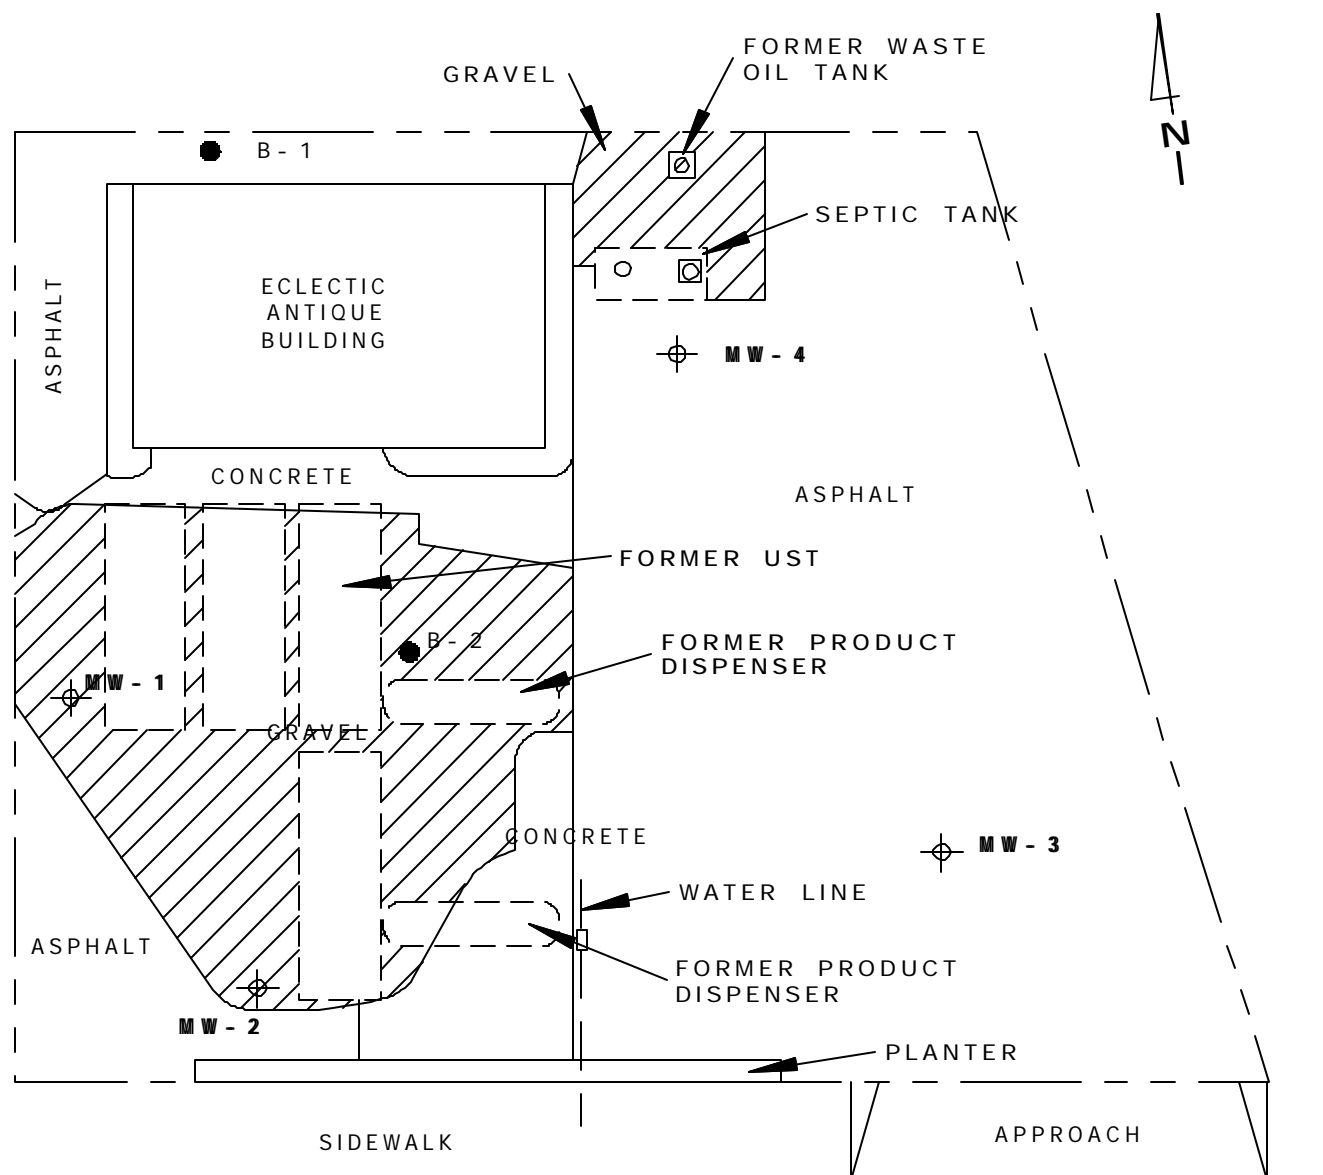 FORMER WASTE
OIL TANK
GRAVEL
N
B-1
SEPTIC TANK
ECLECTIC
ANTIQUE
BUILDING
ASPHALT
MW-4
CONCRETE
ASPHALT
FORMER UST
B-2
FORMER PRODUCT
DISPENSER
MW-1
GRAVEL
CONCRETE
MW-3
WATER LINE
ASPHALT
FORMER PRODUCT
DISPENSER
MW-2
PLANTER
SIDEWALK
APPROACH